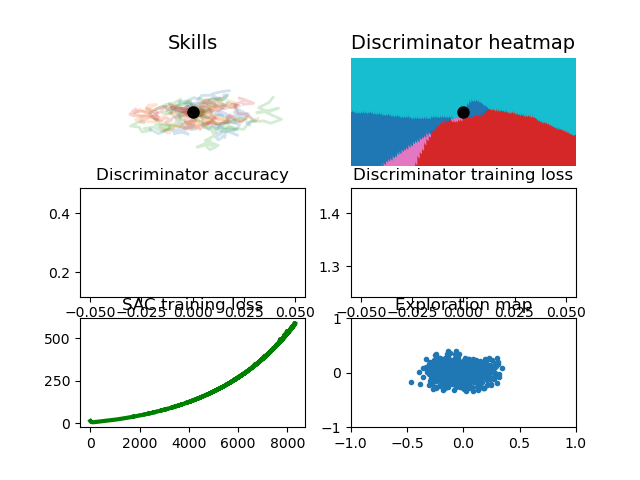 Skills
Discriminator heatmap
Discriminator accuracy
Discriminator training loss
0.4
0.2
1.4
1.3
−0.050 −0.025 0.000 0.025 0.050
−0.050 −0.025 0.000 0.025 0.050
SAC training loss
Exploration map
500
250
0
1
0
−1
0 2000 4000 6000 8000
−1.0 −0.5 0.0 0.5 1.0